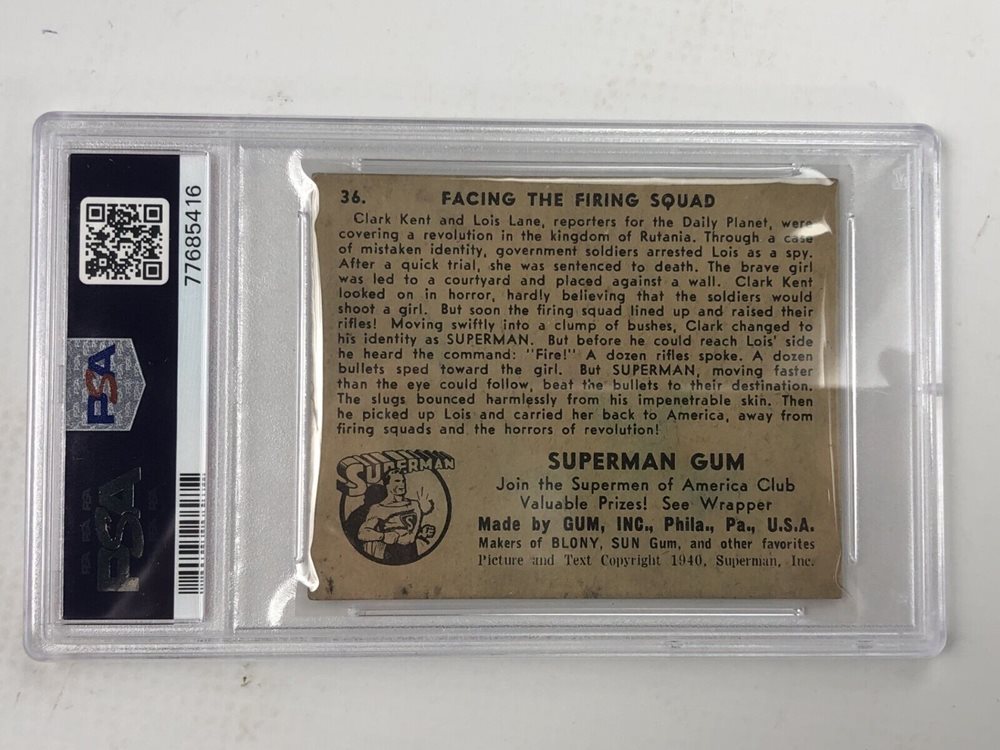 77685416
PSA
PSA
36. FACING THE FIRING SQUAD
Clark Kent and Lois Lane, reporters for the Daily Planet, were
covering a revolution in the kingdom of Rutania. Through a case
of mistaken identity, government soldiers arrested Lois as a spy.
After a quick trial, she was sentenced to death. The brave girl
was led to a courtyard and placed against a wall. Clark Kent
looked on in horror, hardly believing that the soldiers would
shoot a girl. But soon the firing squad lined up and raised their
rifles! Moving swiftly into a clump of bushes, Clark changed to
his identity as SUPERMAN. But before he could reach Lois' side
he heard the command: "Fire!" A dozen rifles spoke. A dozen
bullets sped toward the girl. But SUPERMAN, moving faster
than the eye could follow, beat the bullets to their destination.
The slugs bounced harmlessly from his impenetrable skin. Then
he picked up Lois and carried her back to America, away from
firing squads and the horrors of revolution!
SUPERMAN
SUPERMAN GUM
Join the Supermen of America Club
Valuable Prizes! See Wrapper
Made by GUM, INC., Phila., Pa., U.S.A.
Makers of BLONY, SUN Gum, and other favorites
Picture and Text Copyright 1940, Superman, Inc.